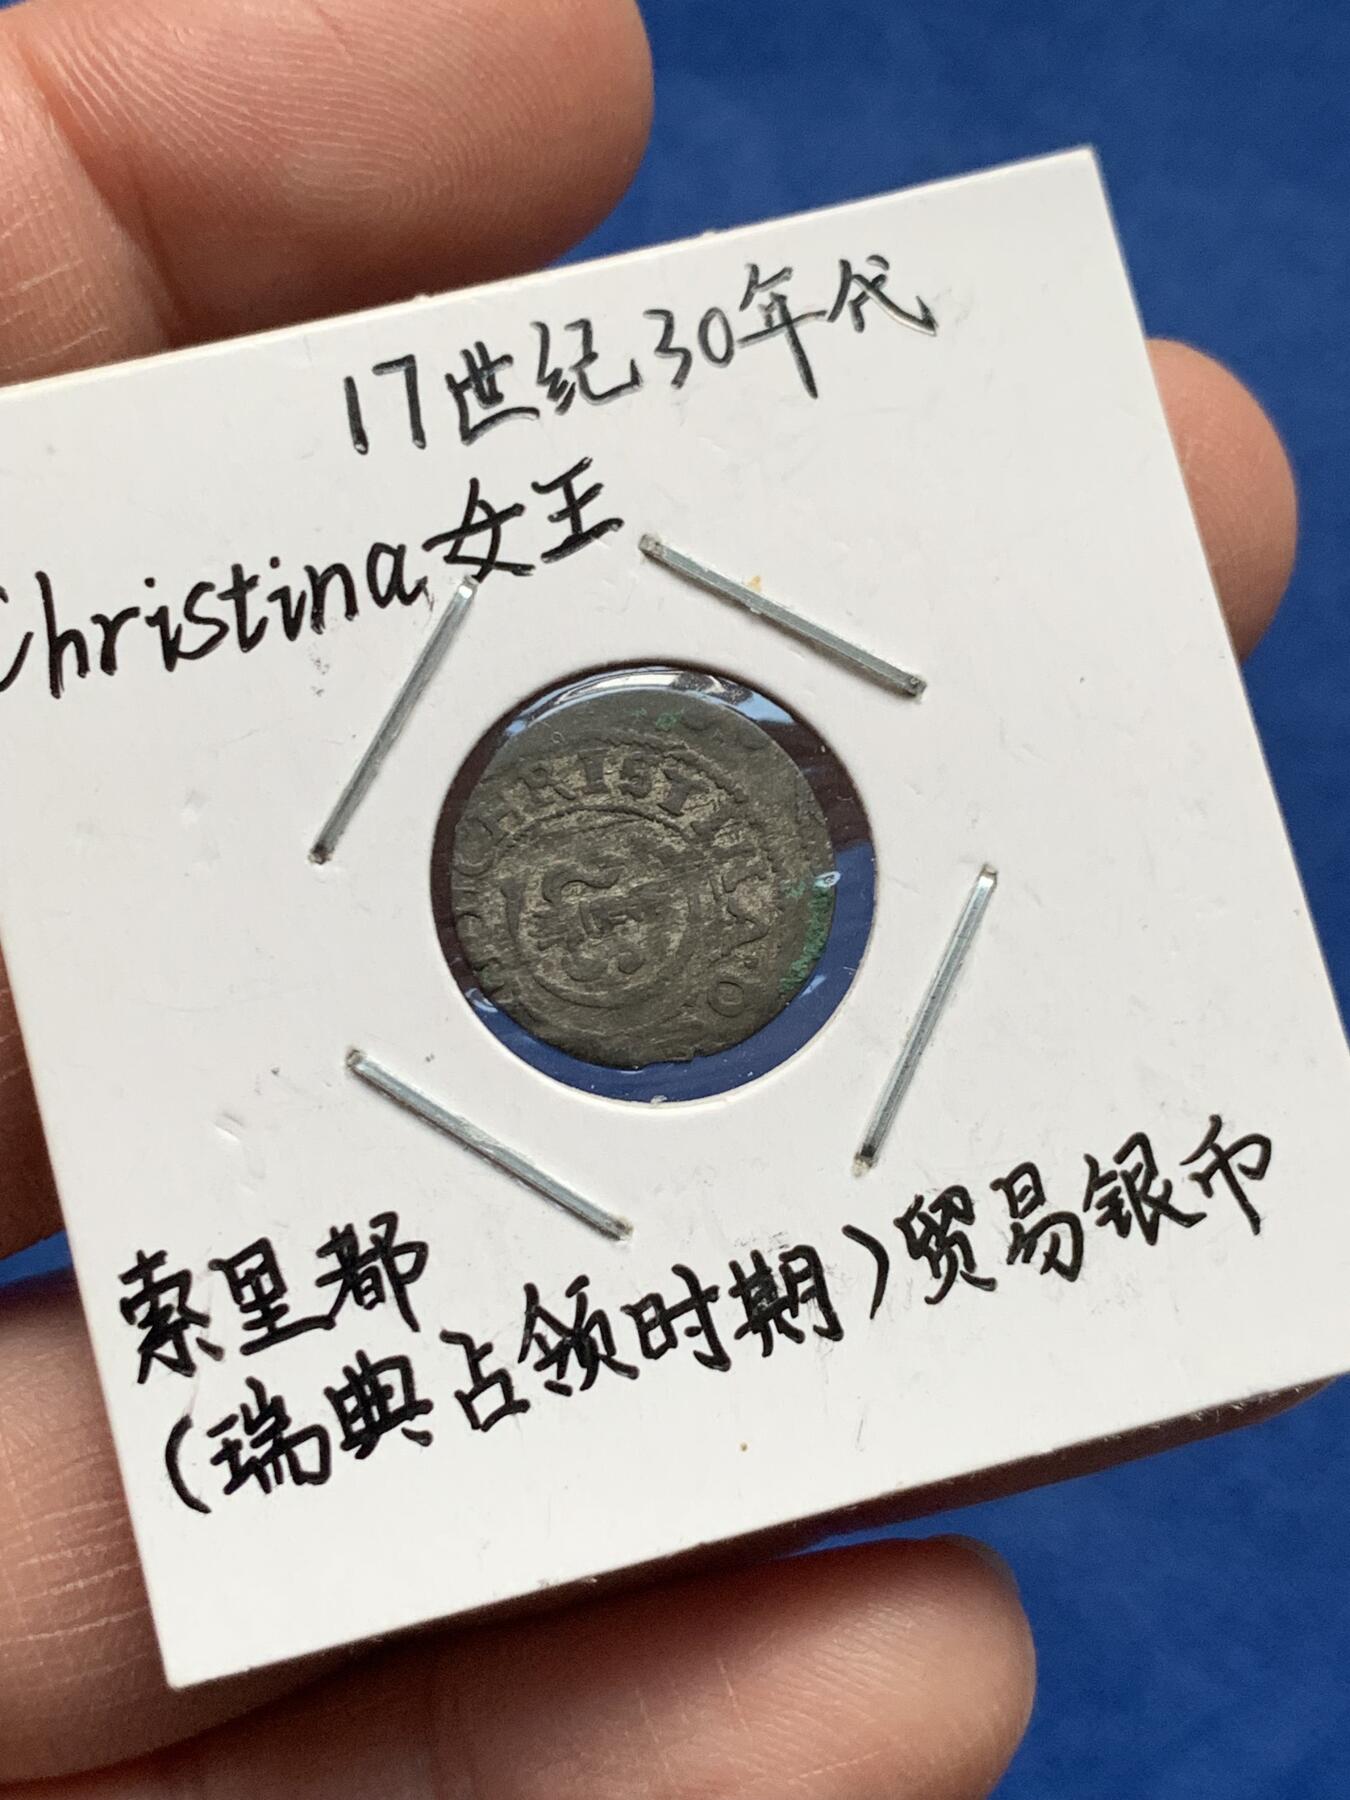 17世纪30年代
Christina女王
CHRISTINA·
索里都
(瑞典占领时期)贸易银币